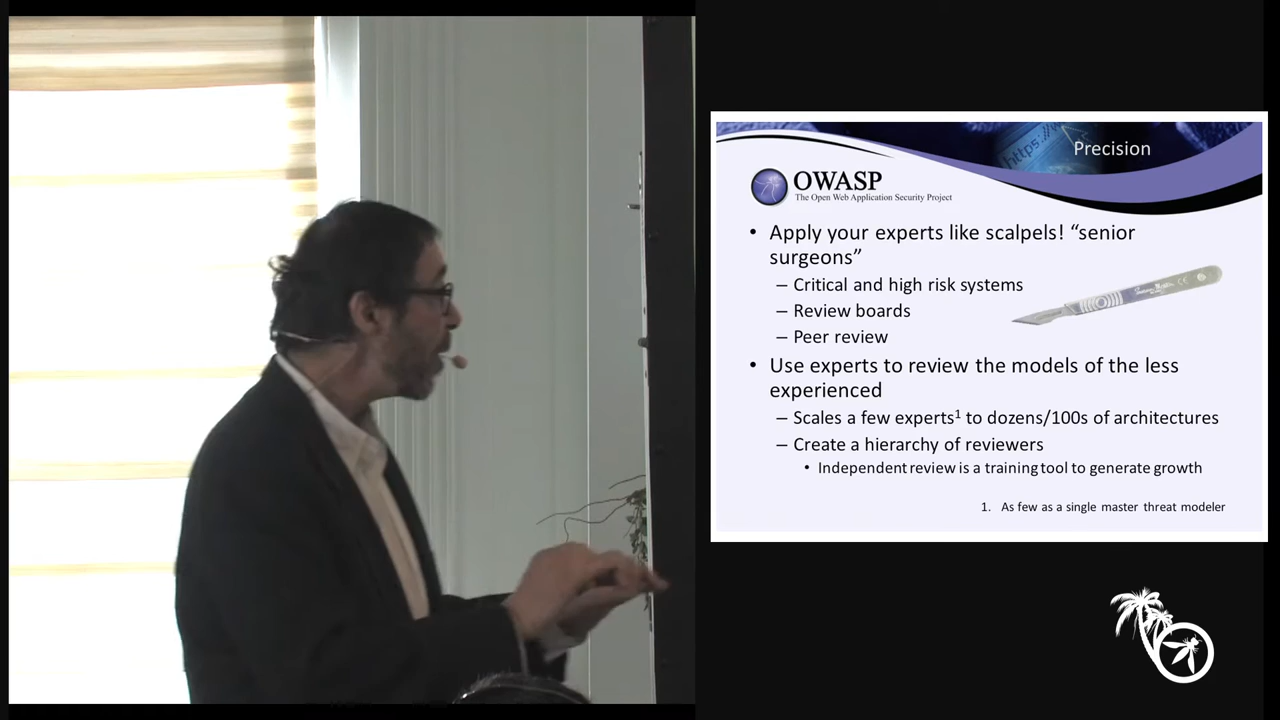 https://
Precision
OWASP
The Open Web Application Security Project
• Apply your experts like scalpels! “senior
surgeons”
– Critical and high risk systems
– Review boards
– Peer review
• Use experts to review the models of the less
experienced
– Scales a few experts¹ to dozens/100s of architectures
– Create a hierarchy of reviewers
• Independent review is a training tool to generate growth
1. As few as a single master threat modeler